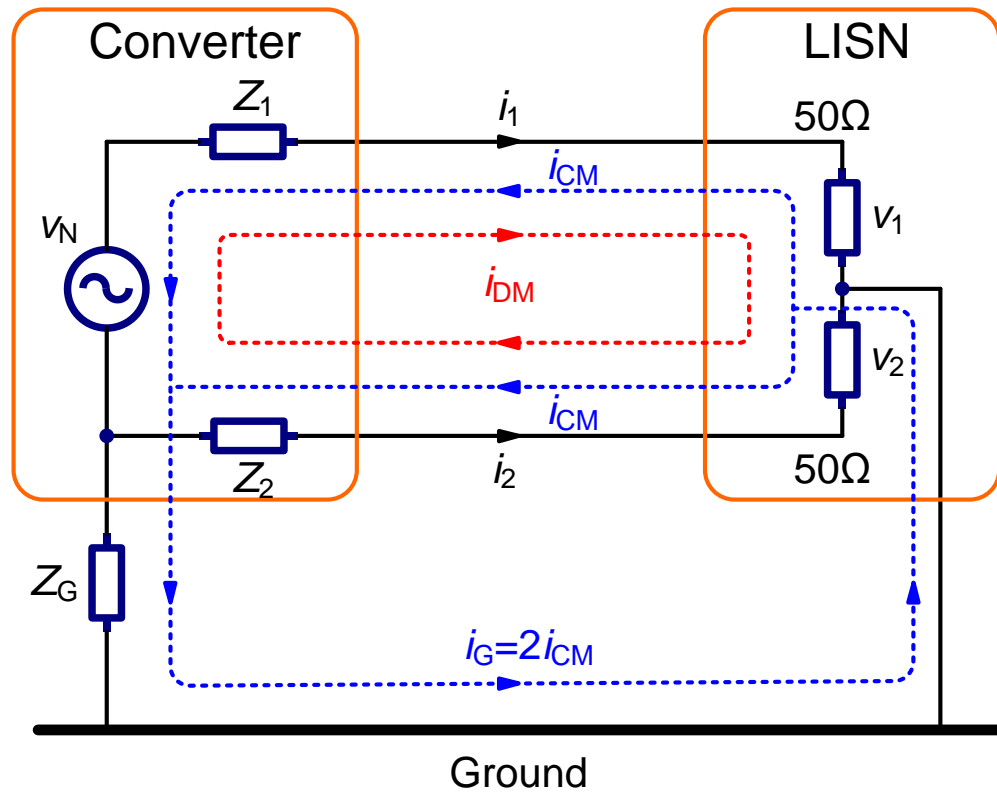 Converter
LISN
Z1
i1
50Ω
iCM
vN
v1
iDM
v2
iCM
Z2
i2
50Ω
ZG
iG=2iCM
Ground